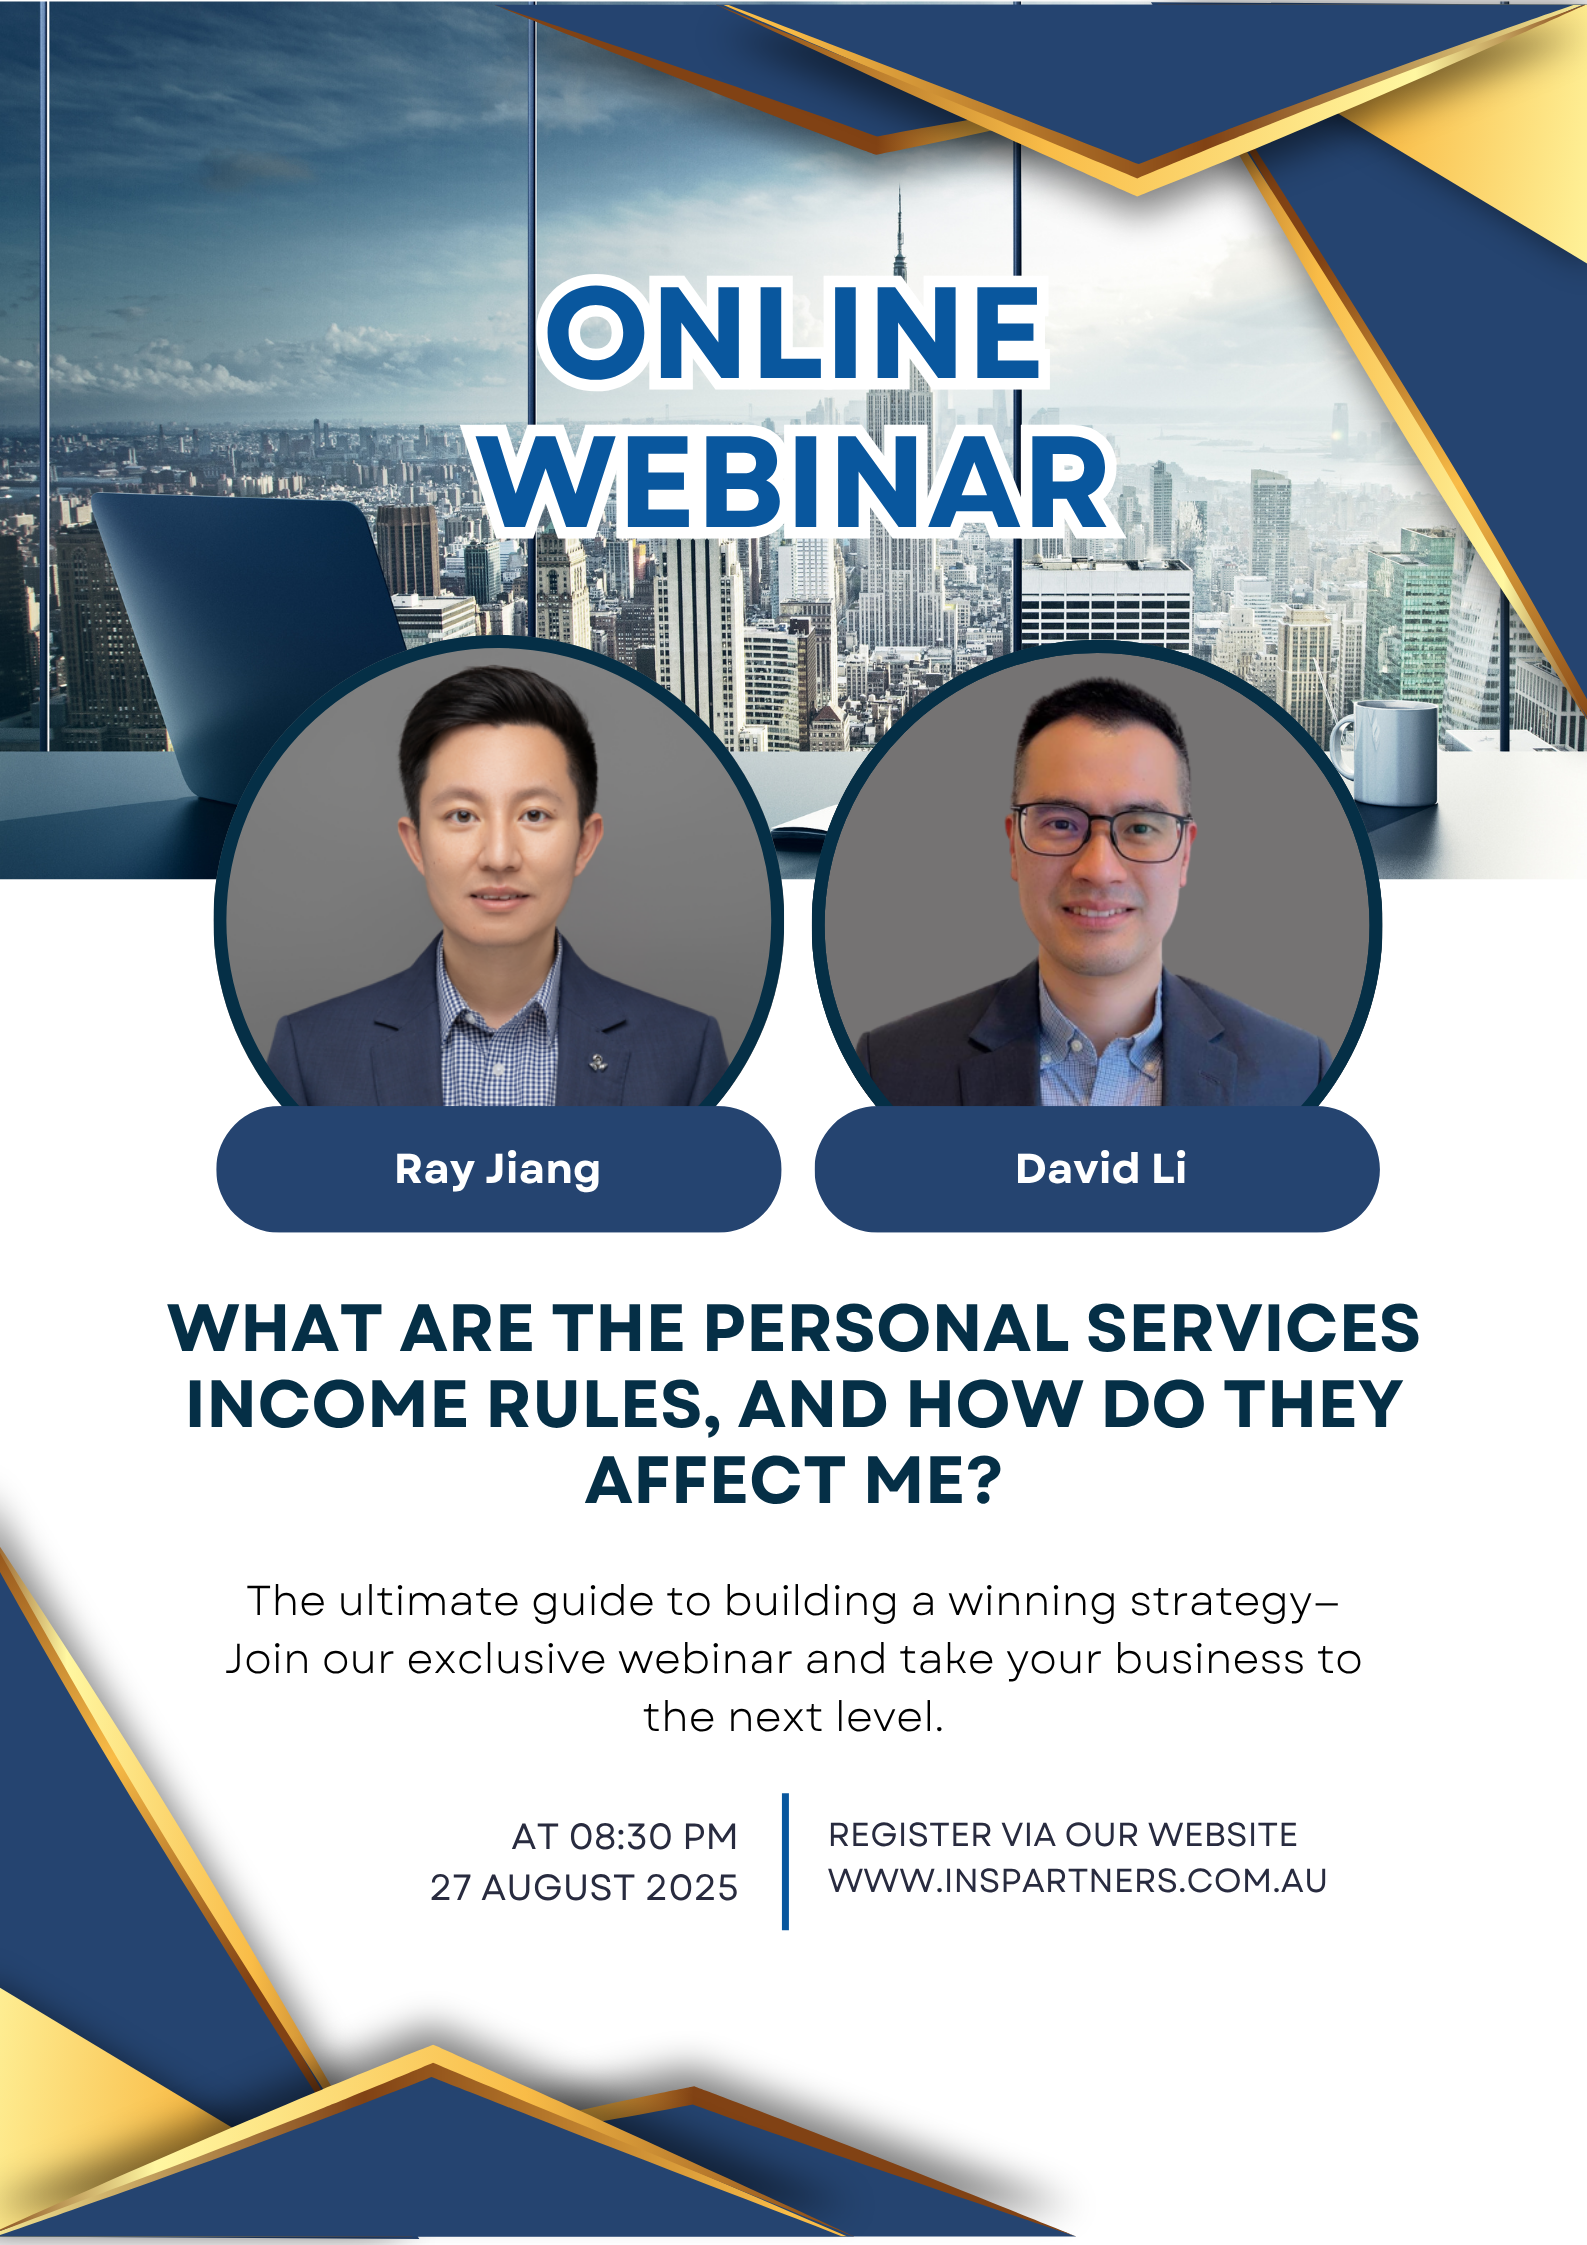 ONLINE
WEBINAR
Ray Jiang
David Li
WHAT ARE THE PERSONAL SERVICES
INCOME RULES, AND HOW DO THEY
AFFECT ME?
The ultimate guide to building a winning strategy—
Join our exclusive webinar and take your business to
the next level.
AT 08:30 PM
27 AUGUST 2025
REGISTER VIA OUR WEBSITE
WWW.INSPARTNERS.COM.AU